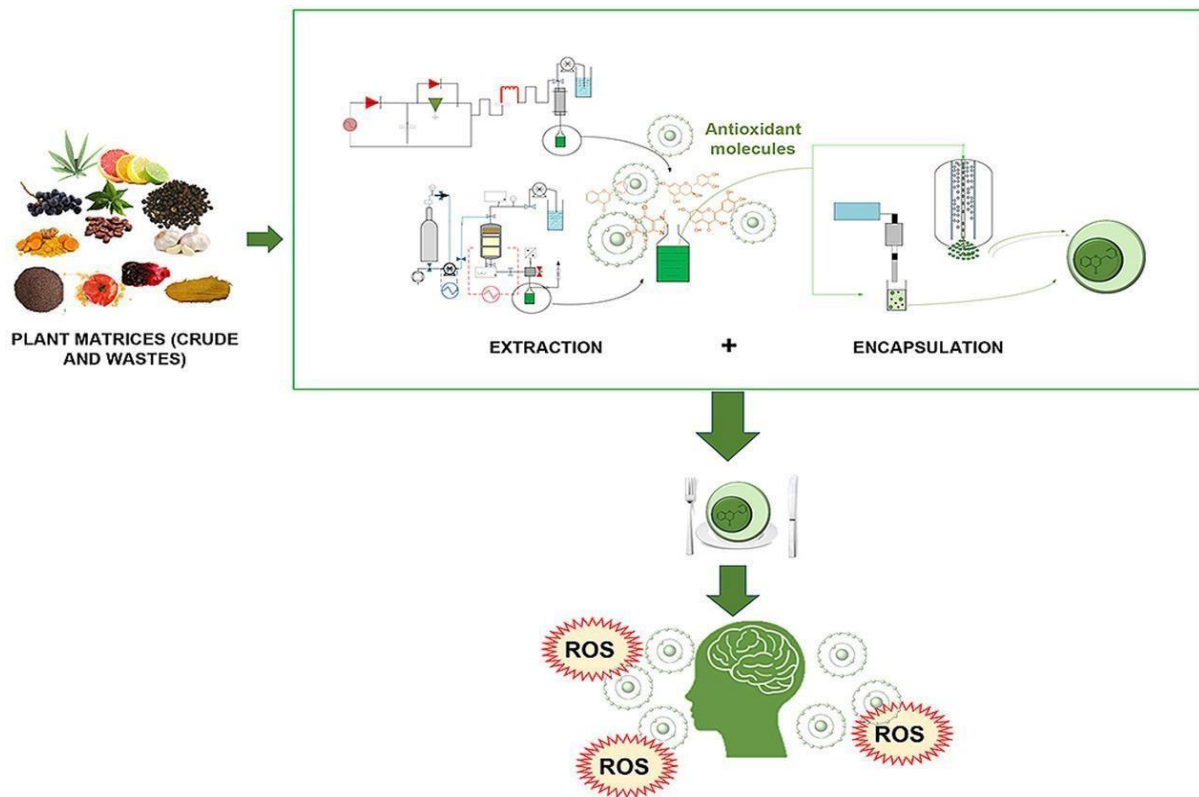 Antioxidant
molecules
PLANT MATRICES (CRUDE
AND WASTES)
EXTRACTION + ENCAPSULATION
ROS
ROS
ROS